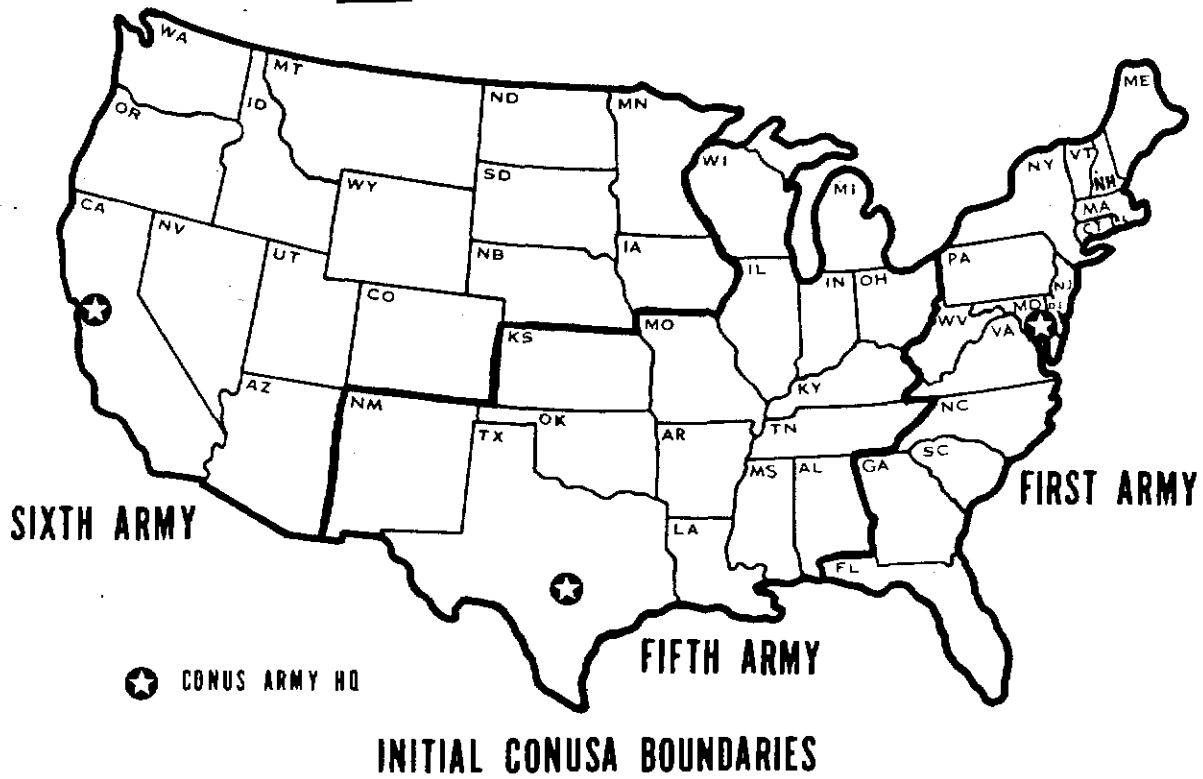 WA
MT
ND
MN
ME
OR
ID
WI
NY
VT
NH
SD
WY
MI
MA
CA
NV
CT
RI
UT
NB
IA
PA
CO
IL
IN
OH
NJ
MO
WV
MD
DE
VA
KS
AZ
NM
KY
NC
OK
TX
AR
TN
SC
MS
AL
GA
FIRST ARMY
SIXTH ARMY
LA
FL
FIFTH ARMY
CONUS ARMY HQ
INITIAL CONUSA BOUNDARIES